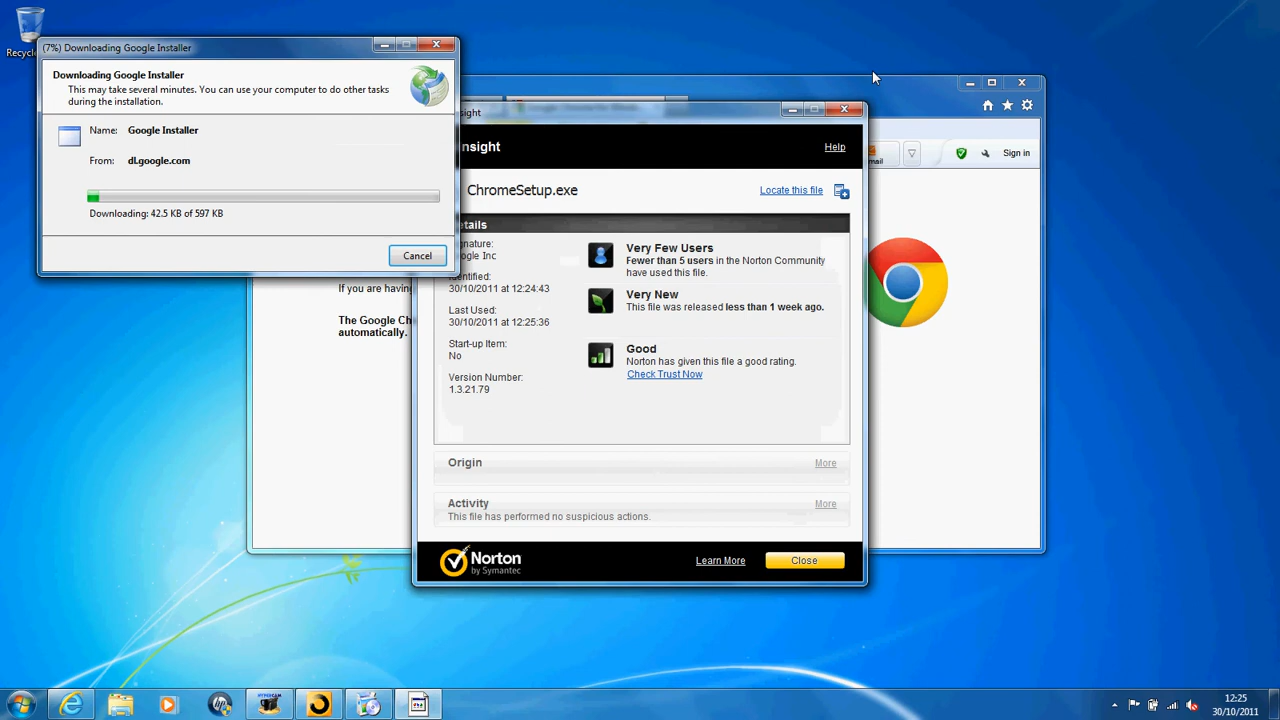 Recyc
(7%) Downloading Google Installer
Downloading Google Installer
This may take several minutes. You can use your computer to do other tasks
during the installation.
Name: Google Installer
From: dl.google.com
Downloading: 42.5 KB of 597 KB
Cancel
sight
nsight
Help
ChromeSetup.exe
Locate this file
etails
gnature:
ogle Inc
Identified:
30/10/2011 at 12:24:43
Last Used:
30/10/2011 at 12:25:36
Start-up Item:
No
Version Number:
1.3.21.79
Very Few Users
Fewer than 5 users in the Norton Community
have used this file.
Very New
This file was released less than 1 week ago.
Good
Norton has given this file a good rating.
Check Trust Now
Origin
More
Activity
More
This file has performed no suspicious actions.
Norton
by Symantec
Learn More
Close
mail
Sign in
If you are having
The Google Ch
automatically.
HYPERCAM
12:25
30/10/2011